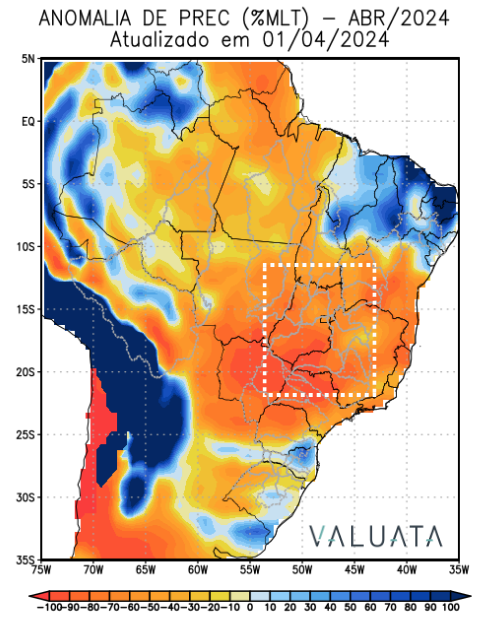 ANOMALIA DE PREC (%MLT) – ABR/2024
Atualizado em 01/04/2024
5N
EQ
5S
10S
15S
20S
25S
30S
35S
VALUATA
75W 70W 65W 60W 55W 50W 45W 40W 35W
-100 -90 -80 -70 -60 -50 -40 -30 -20 -10 0 10 20 30 40 50 60 70 80 90 100